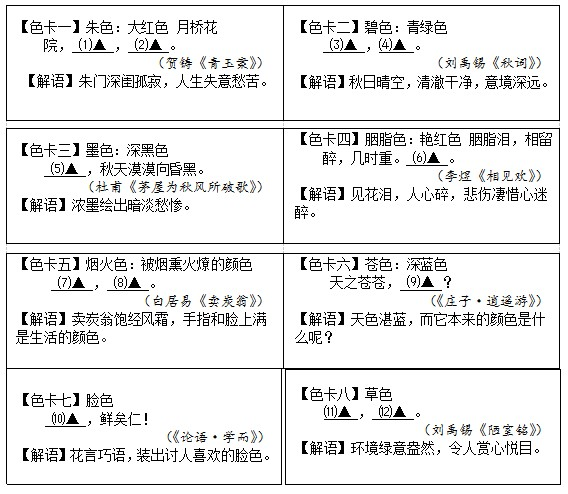 【色卡一】朱色：大红色 月桥花
院，⑴▲，⑵▲。
（贺铸《青玉案》）
【解语】朱门深闺孤寂，人生失意愁苦。
【色卡二】碧色：青绿色
⑶▲，⑷▲。
（刘禹锡《秋词》）
【解语】秋日晴空，清澈干净，意境深远。
【色卡三】墨色：深黑色
⑸▲，秋天漠漠向昏黑。
（杜甫《茅屋为秋风所破歌》）
【解语】浓墨绘出暗淡愁惨。
【色卡四】胭脂色：艳红色 胭脂泪，相留
醉，几时重。⑹▲。
（李煜《相见欢》）
【解语】见花泪，人心碎，悲伤凄惜心迷
醉。
【色卡五】烟火色：被烟熏火燎的颜色
⑺▲，⑻▲。
（白居易《卖炭翁》）
【解语】卖炭翁饱经风霜，手指和脸上满
是生活的颜色。
【色卡六】苍色：深蓝色
天之苍苍，⑼▲？
（《庄子·逍遥游》）
【解语】天色湛蓝，而它本来的颜色是什
么呢？
【色卡七】脸色
⑽▲，鲜矣仁！
（《论语·学而》）
【解语】花言巧语，装出讨人喜欢的脸色。
【色卡八】草色
⑾▲，⑿▲。
（刘禹锡《陋室铭》）
【解语】环境绿意盎然，令人赏心悦目。